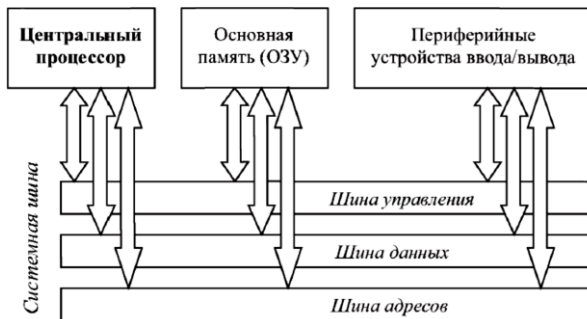 Центральный
процессор
Основная
память (ОЗУ)
Периферийные
устройства ввода/вывода
Системная шина
Шина управления
Шина данных
Шина адресов